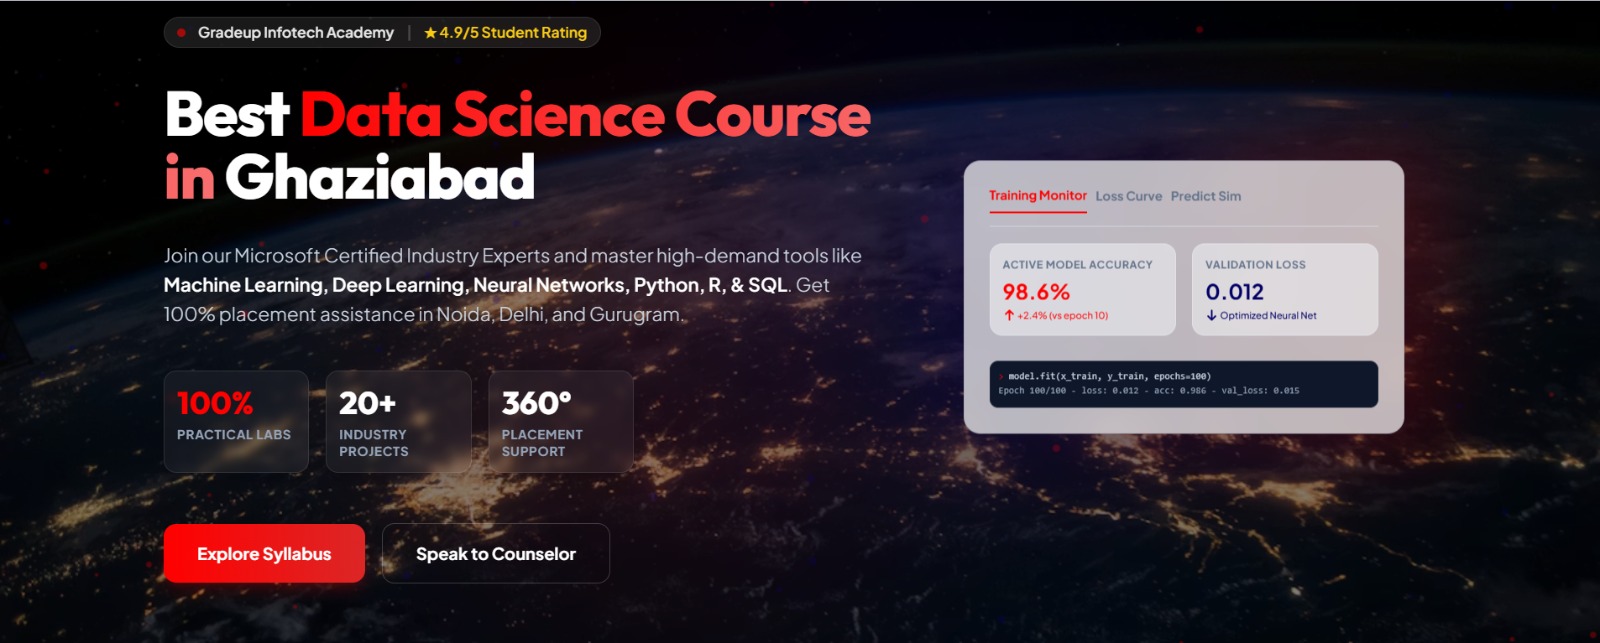 Gradeup Infotech Academy | ★ 4.9/5 Student Rating
Best Data Science Course
in Ghaziabad
Join our Microsoft Certified Industry Experts and master high-demand tools like
Machine Learning, Deep Learning, Neural Networks, Python, R, & SQL. Get
100% placement assistance in Noida, Delhi, and Gurugram.
100%
PRACTICAL LABS
20+
INDUSTRY
PROJECTS
360°
PLACEMENT
SUPPORT
Explore Syllabus
Speak to Counselor
Training Monitor Loss Curve Predict Sim
ACTIVE MODEL ACCURACY
98.6%
↑ +2.4% (vs epoch 10)
VALIDATION LOSS
0.012
↓ Optimized Neural Net
› model.fit(x_train, y_train, epochs=100)
Epoch 100/100 - loss: 0.012 - acc: 0.986 - val_loss: 0.015